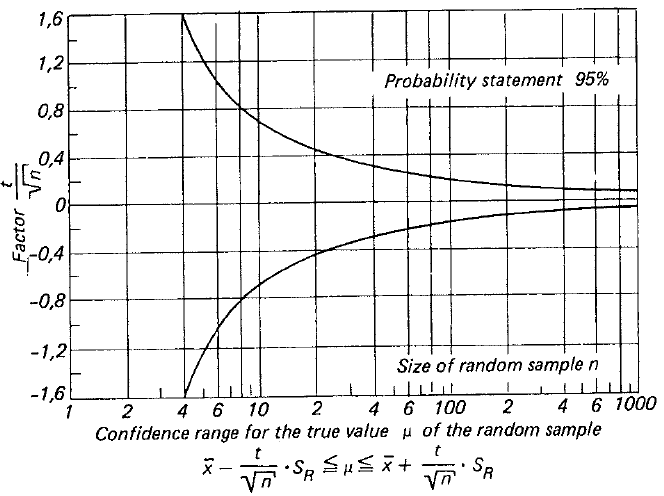 1,6
1,2
0,8
0,4
0
-0,4
-0,8
-1,2
-1,6
Factor t/√n
Probability statement 95%
Size of random sample n
1 2 4 6 10 2 4 6 100 2 4 6 1000
Confidence range for the true value μ of the random sample
x̄ - t/√n · S_R ≦ μ ≦ x̄ + t/√n · S_R